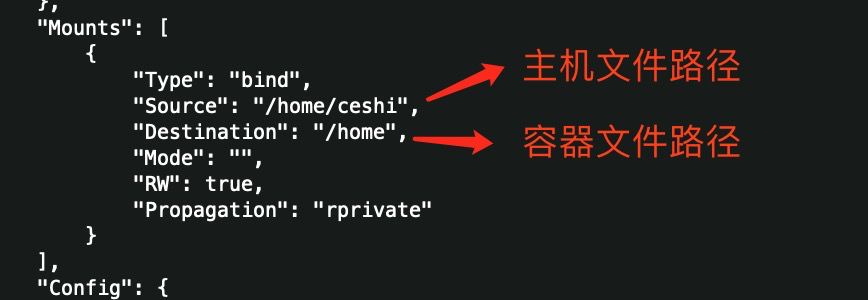 },
"Mounts": [
{
"Type": "bind",
"Source": "/home/ceshi",
主机文件路径
"Destination": "/home",
容器文件路径
"Mode": "",
"RW": true,
"Propagation": "rprivate"
}
],
"Config": {